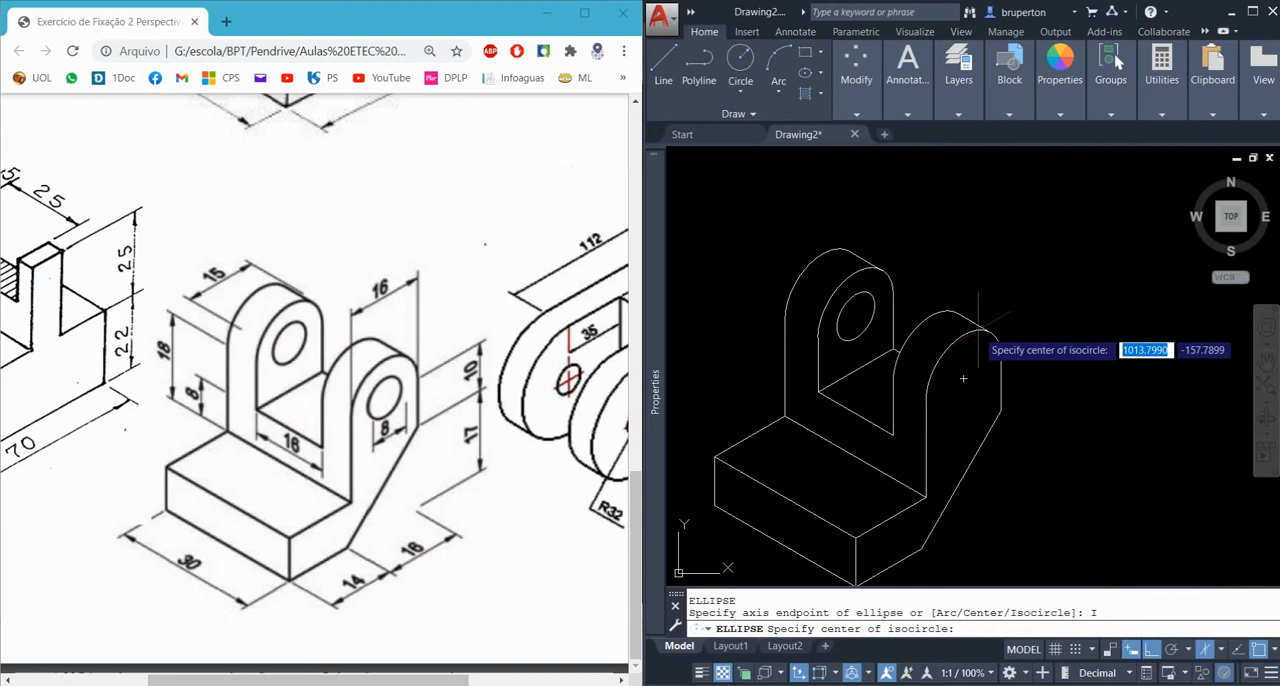 Exercício de Fixação 2 Perspectiv
Arquivo
G:/escola/BPT/Pendrive/Aulas%20ETEC%20...
UOL
1Doc
CPS
PS
YouTube
DPLP
Infoaguas
ML
»
25
25
22
70
15
16
18
8
18
8
10
17
30
14
16
112
35
R32
Drawing2....
Type a keyword or phrase
bruperton
Home
Insert
Annotate
Parametric
Collaborate
View
Manage
Output
Add-ins
Line
Polyline
Circle
Arc
Modify
Annotat...
Layers
Block
Properties
Groups
Utilities
Clipboard
View
Draw
Start
Drawing2*
Properties
N
W
TOP
E
S
WCS
Specify center of isocircle:
1013.7990
-157.7899
Y
X
ELLIPSE
Specify axis endpoint of ellipse or [Arc/Center/Isocircle]: I
ELLIPSE Specify center of isocircle:
Model
Layout1
Layout2
MODEL
1:1 / 100%
Decimal